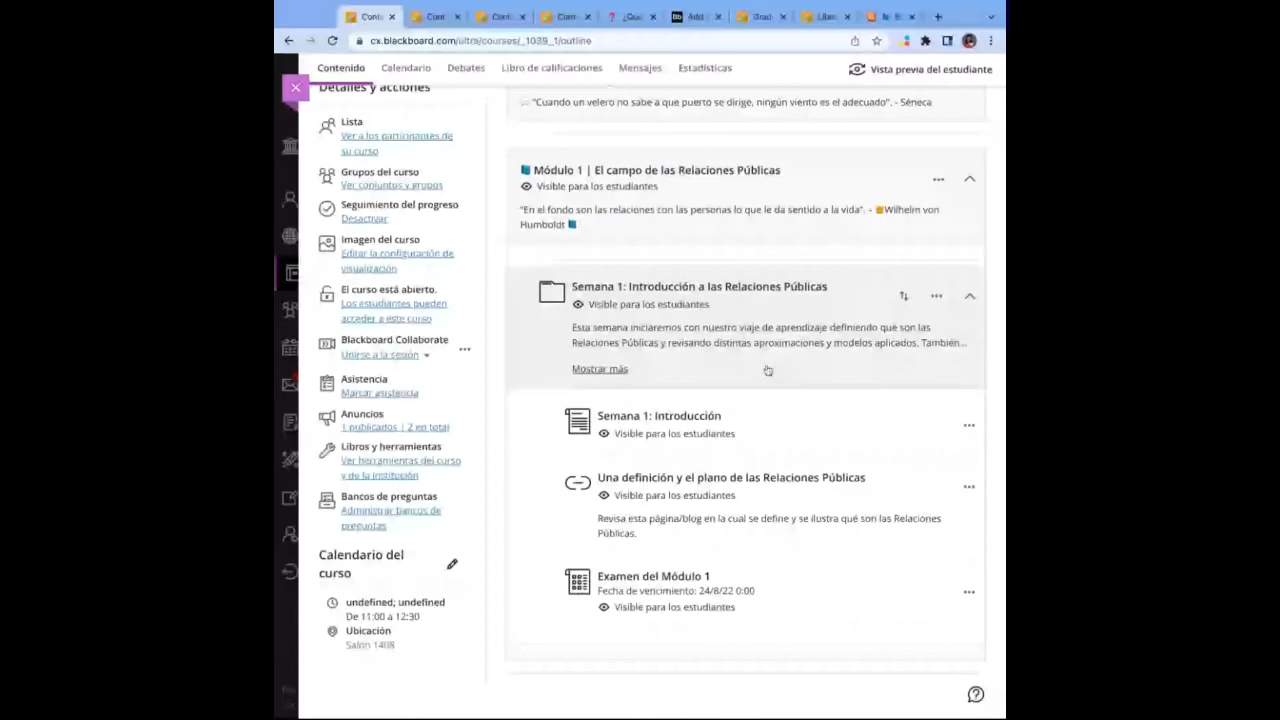 Conte
Cont
Cont
Conte
¿Qué
Add
Grad
Libro
cx.blackboard.com/ultra/courses/_1039_1/outline
Contenido
Calendario
Debates
Libro de calificaciones
Mensajes
Estadísticas
Vista previa del estudiante
Detalles y acciones
Lista
Ver a los participantes de
su curso
Grupos del curso
Ver conjuntos y grupos
Seguimiento del progreso
Desactivar
Imagen del curso
Editar la configuración de
visualización
El curso está abierto.
Los estudiantes pueden
acceder a este curso
Blackboard Collaborate
Unirse a la sesión
Asistencia
Marcar asistencia
Anuncios
1 publicados | 2 en total
Libros y herramientas
Ver herramientas del curso
y de la institución
Bancos de preguntas
Administrar bancos de
preguntas
Calendario del
curso
undefined; undefined
De 11:00 a 12:30
Ubicación
Salón 1408
"Cuando un velero no sabe a que puerto se dirige, ningún viento es el adecuado". - Séneca
Módulo 1 | El campo de las Relaciones Públicas
Visible para los estudiantes
"En el fondo son las relaciones con las personas lo que le da sentido a la vida". - Wilhelm von
Humboldt
Semana 1: Introducción a las Relaciones Públicas
Visible para los estudiantes
Esta semana iniciaremos con nuestro viaje de aprendizaje definiendo que son las
Relaciones Públicas y revisando distintas aproximaciones y modelos aplicados. También...
Mostrar más
Semana 1: Introducción
Visible para los estudiantes
Una definición y el plano de las Relaciones Públicas
Visible para los estudiantes
Revisa esta página/blog en la cual se define y se ilustra qué son las Relaciones
Públicas.
Examen del Módulo 1
Fecha de vencimiento: 24/8/22 0:00
Visible para los estudiantes